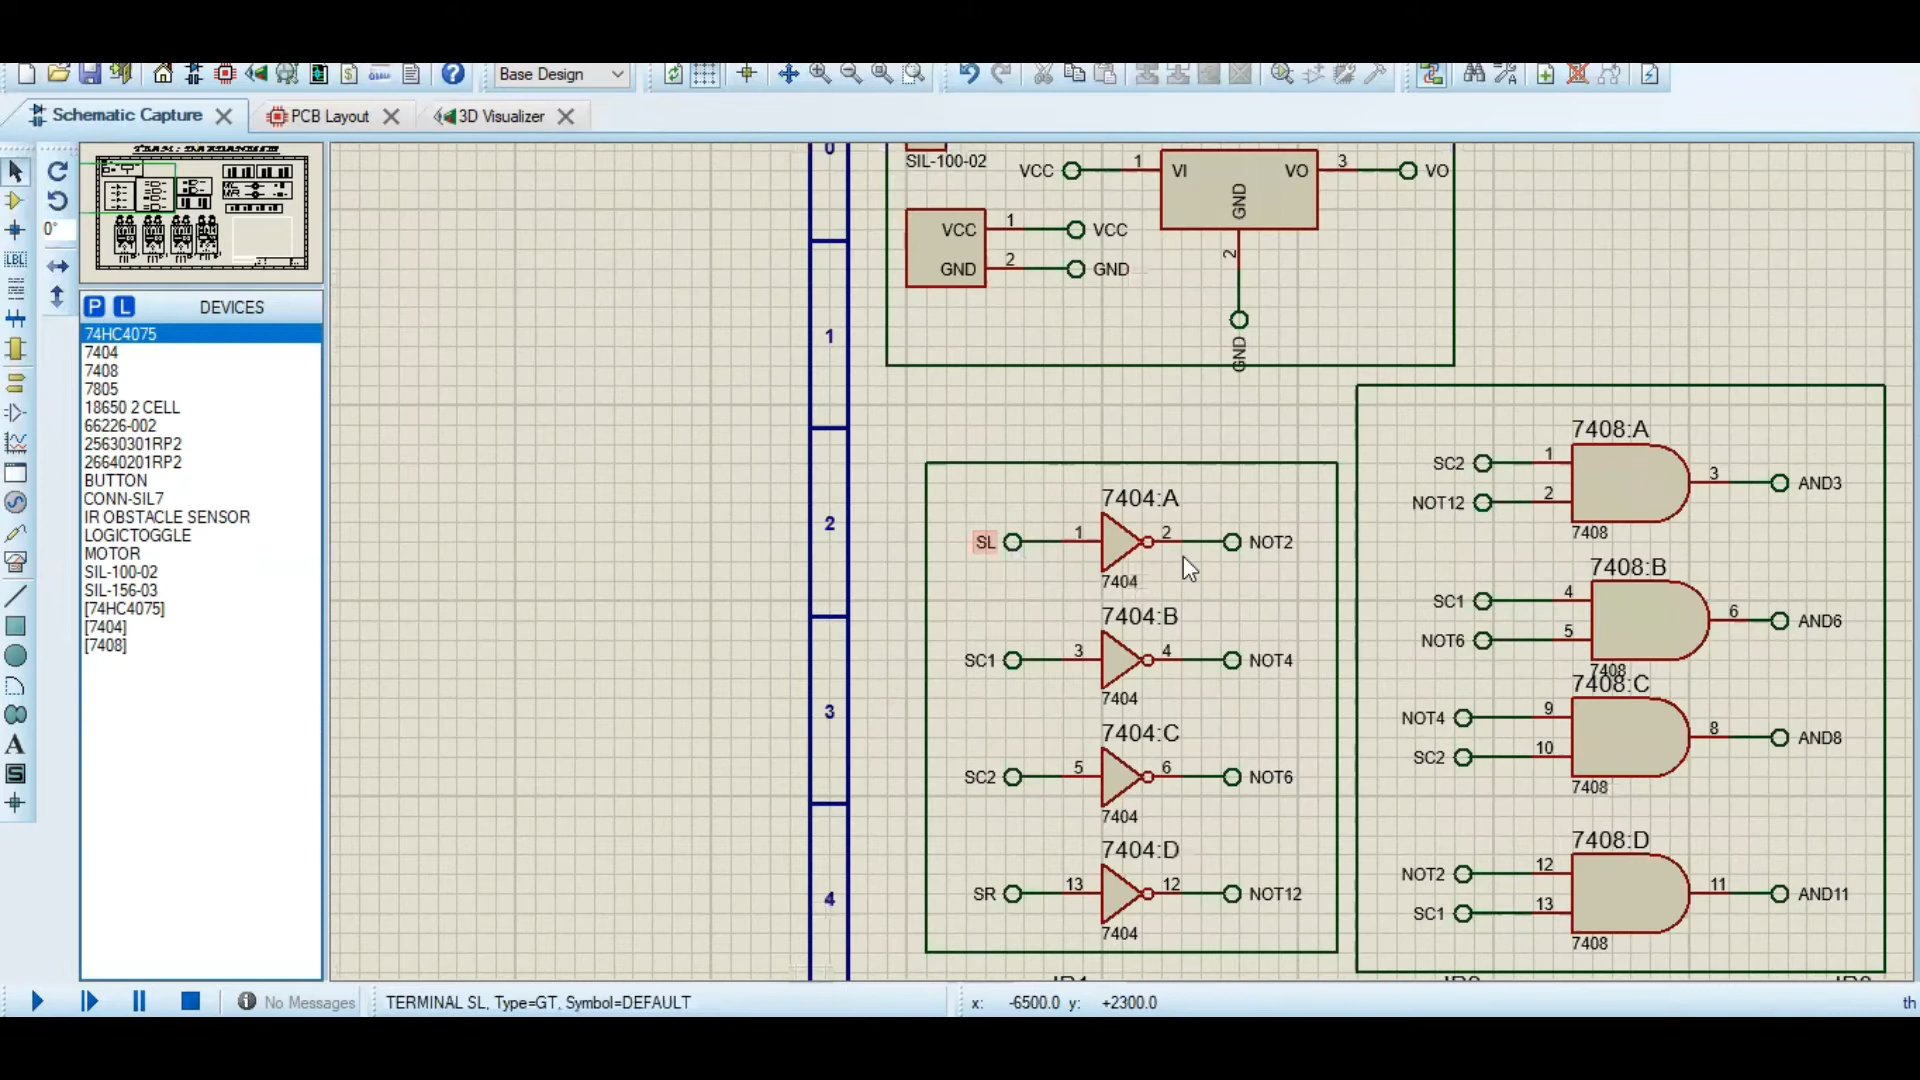 Base Design
Schematic Capture
PCB Layout
3D Visualizer
0°
LBL
P L DEVICES
74HC4075
7404
7408
7805
18650 2 CELL
66226-002
25630301RP2
26640201RP2
BUTTON
CONN-SIL7
IR OBSTACLE SENSOR
LOGICTOGGLE
MOTOR
SIL-100-02
SIL-156-03
[74HC4075]
[7404]
[7408]
A
S
0
1
2
3
4
SIL-100-02
VCC 1 VI VO 3 VO
GND
2
GND
VCC 1 VCC
GND 2 GND
7404:A
SL 1 2 NOT2
7404
7404:B
SC1 3 4 NOT4
7404
7404:C
SC2 5 6 NOT6
7404
7404:D
SR 13 12 NOT12
7404
7408:A
SC2 1
NOT12 2
3 AND3
7408
7408:B
SC1 4
NOT6 5
6 AND6
7408
7408:C
NOT4 9
SC2 10
8 AND8
7408
7408:D
NOT2 12
SC1 13
11 AND11
7408
No Messages
TERMINAL SL, Type=GT, Symbol=DEFAULT
x: -6500.0 y: +2300.0
th